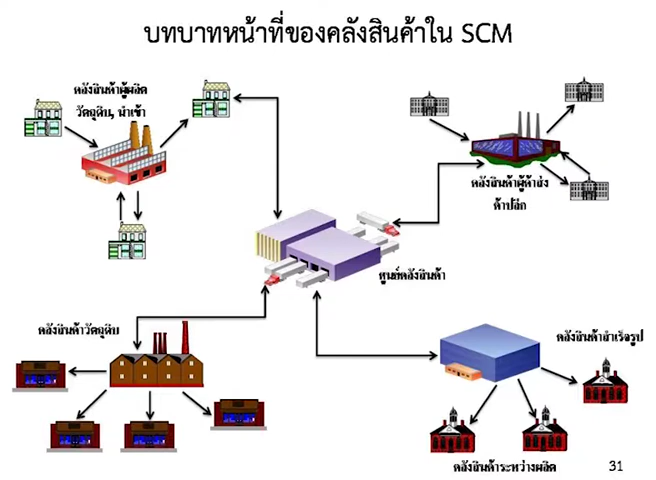 บทบาทหน้าที่ของคลังสินค้าใน SCM
คลังสินค้าผู้ผลิต
วัตถุดิบ, นำเข้า
คลังสินค้าผู้ค้าส่ง
ค้าปลีก
ศูนย์คลังสินค้า
คลังสินค้าวัตถุดิบ
คลังสินค้าสำเร็จรูป
คลังสินค้าระหว่างผลิต
31